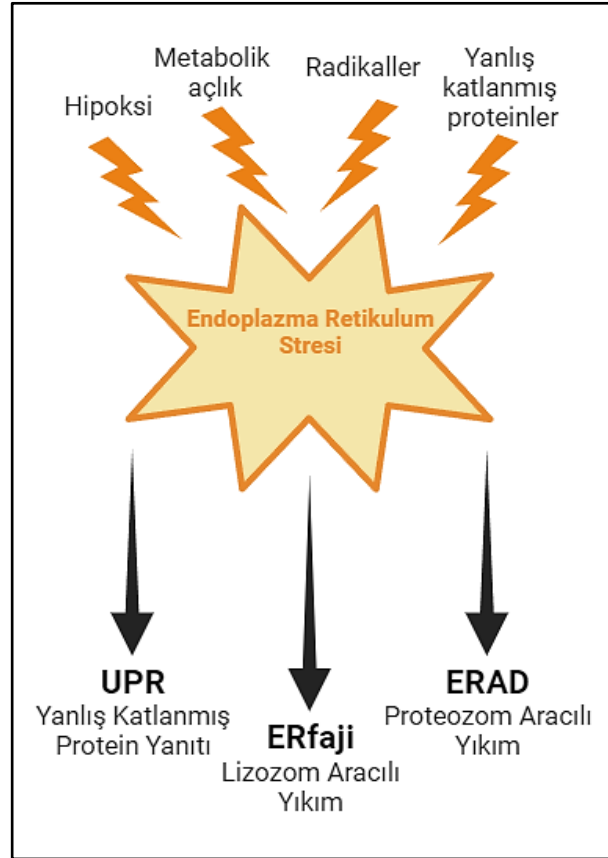 Hipoksi
Metabolik
açlık
Radikaller
Yanlış
katlanmış
proteinler
Endoplazma Retikulum
Stresi
UPR
Yanlış Katlanmış
Protein Yanıtı
ERfaji
Lizozom Aracılı
Yıkım
ERAD
Proteozom Aracılı
Yıkım